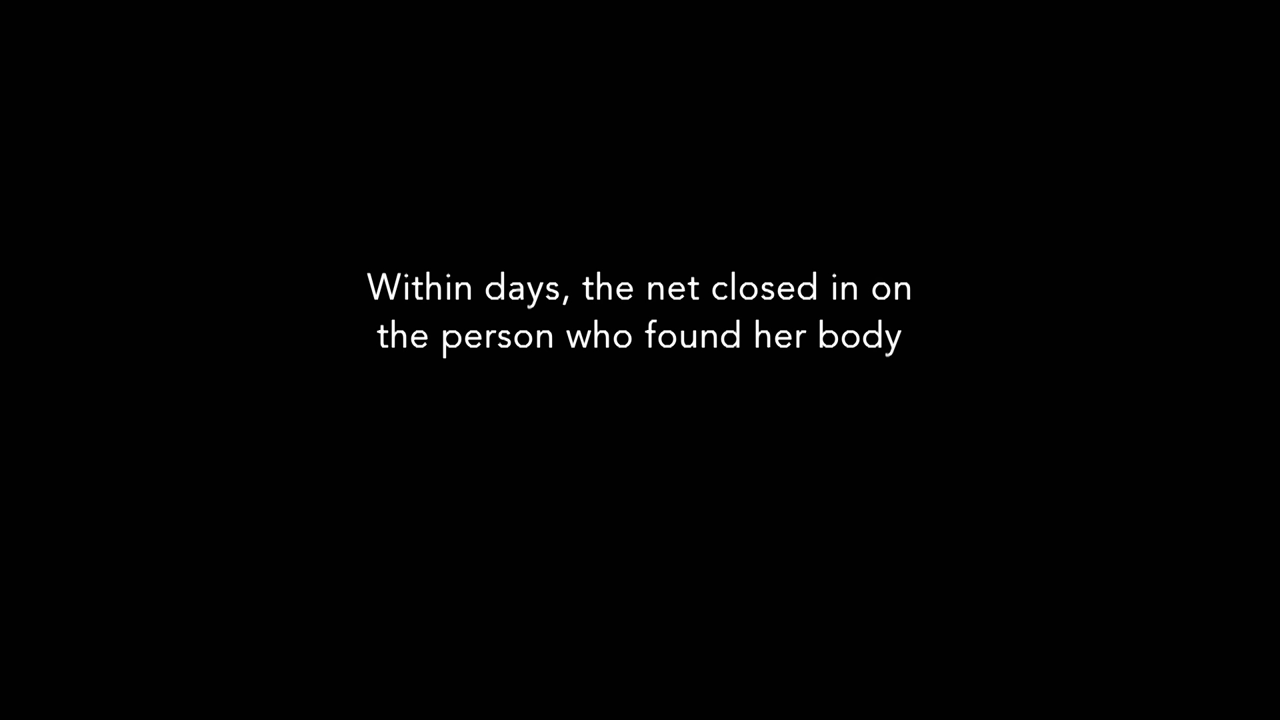 Within days, the net closed in on
the person who found her body